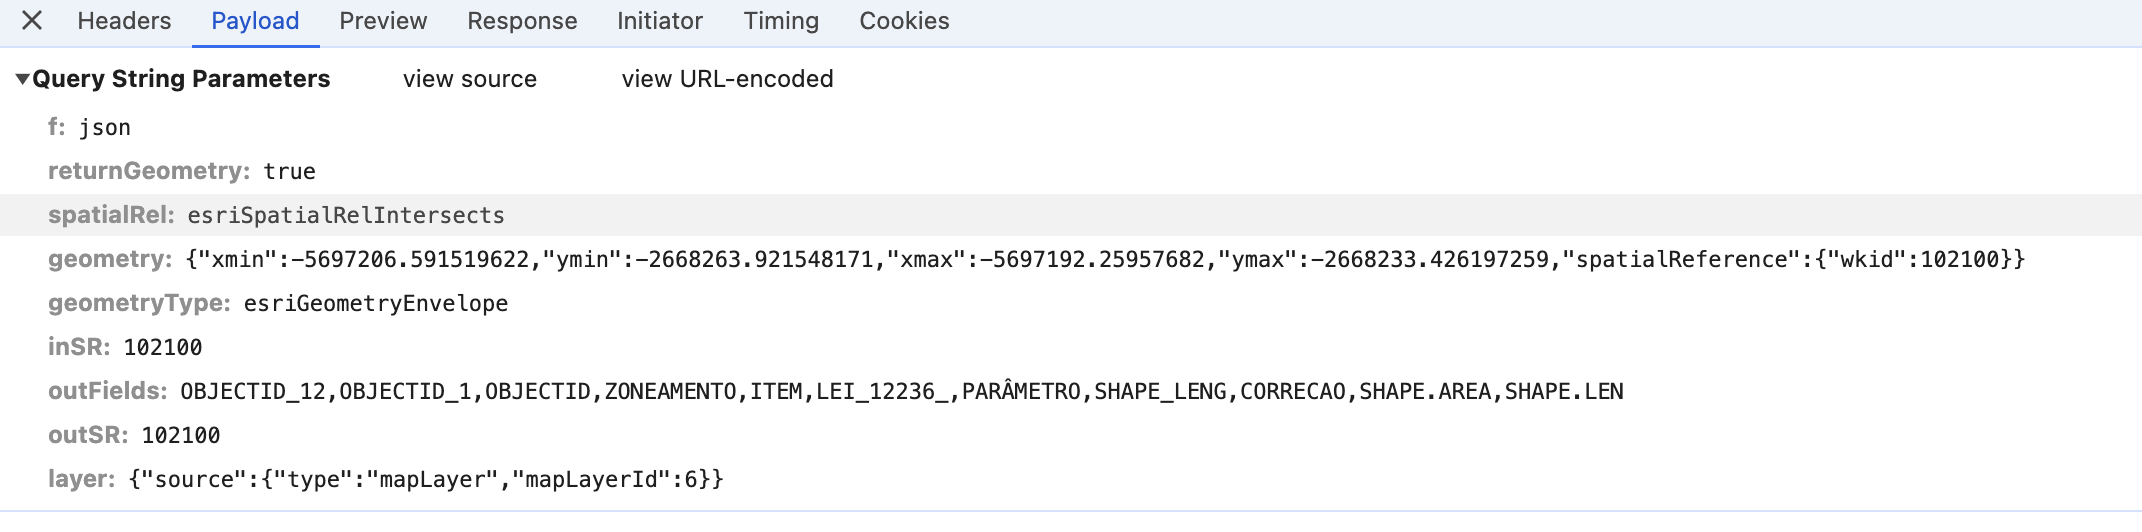 Headers Payload Preview Response Initiator Timing Cookies
Query String Parameters view source view URL-encoded
f: json
returnGeometry: true
spatialRel: esriSpatialRelIntersects
geometry: {"xmin":-5697206.591519622,"ymin":-2668263.921548171,"xmax":-5697192.25957682,"ymax":-2668233.426197259,"spatialReference":{"wkid":102100}}
geometryType: esriGeometryEnvelope
inSR: 102100
outFields: OBJECTID_12,OBJECTID_1,OBJECTID,ZONEAMENTO,ITEM,LEI_12236_,PARÂMETRO,SHAPE_LENG,CORRECAO,SHAPE.AREA,SHAPE.LEN
outSR: 102100
layer: {"source":{"type":"mapLayer","mapLayerId":6}}